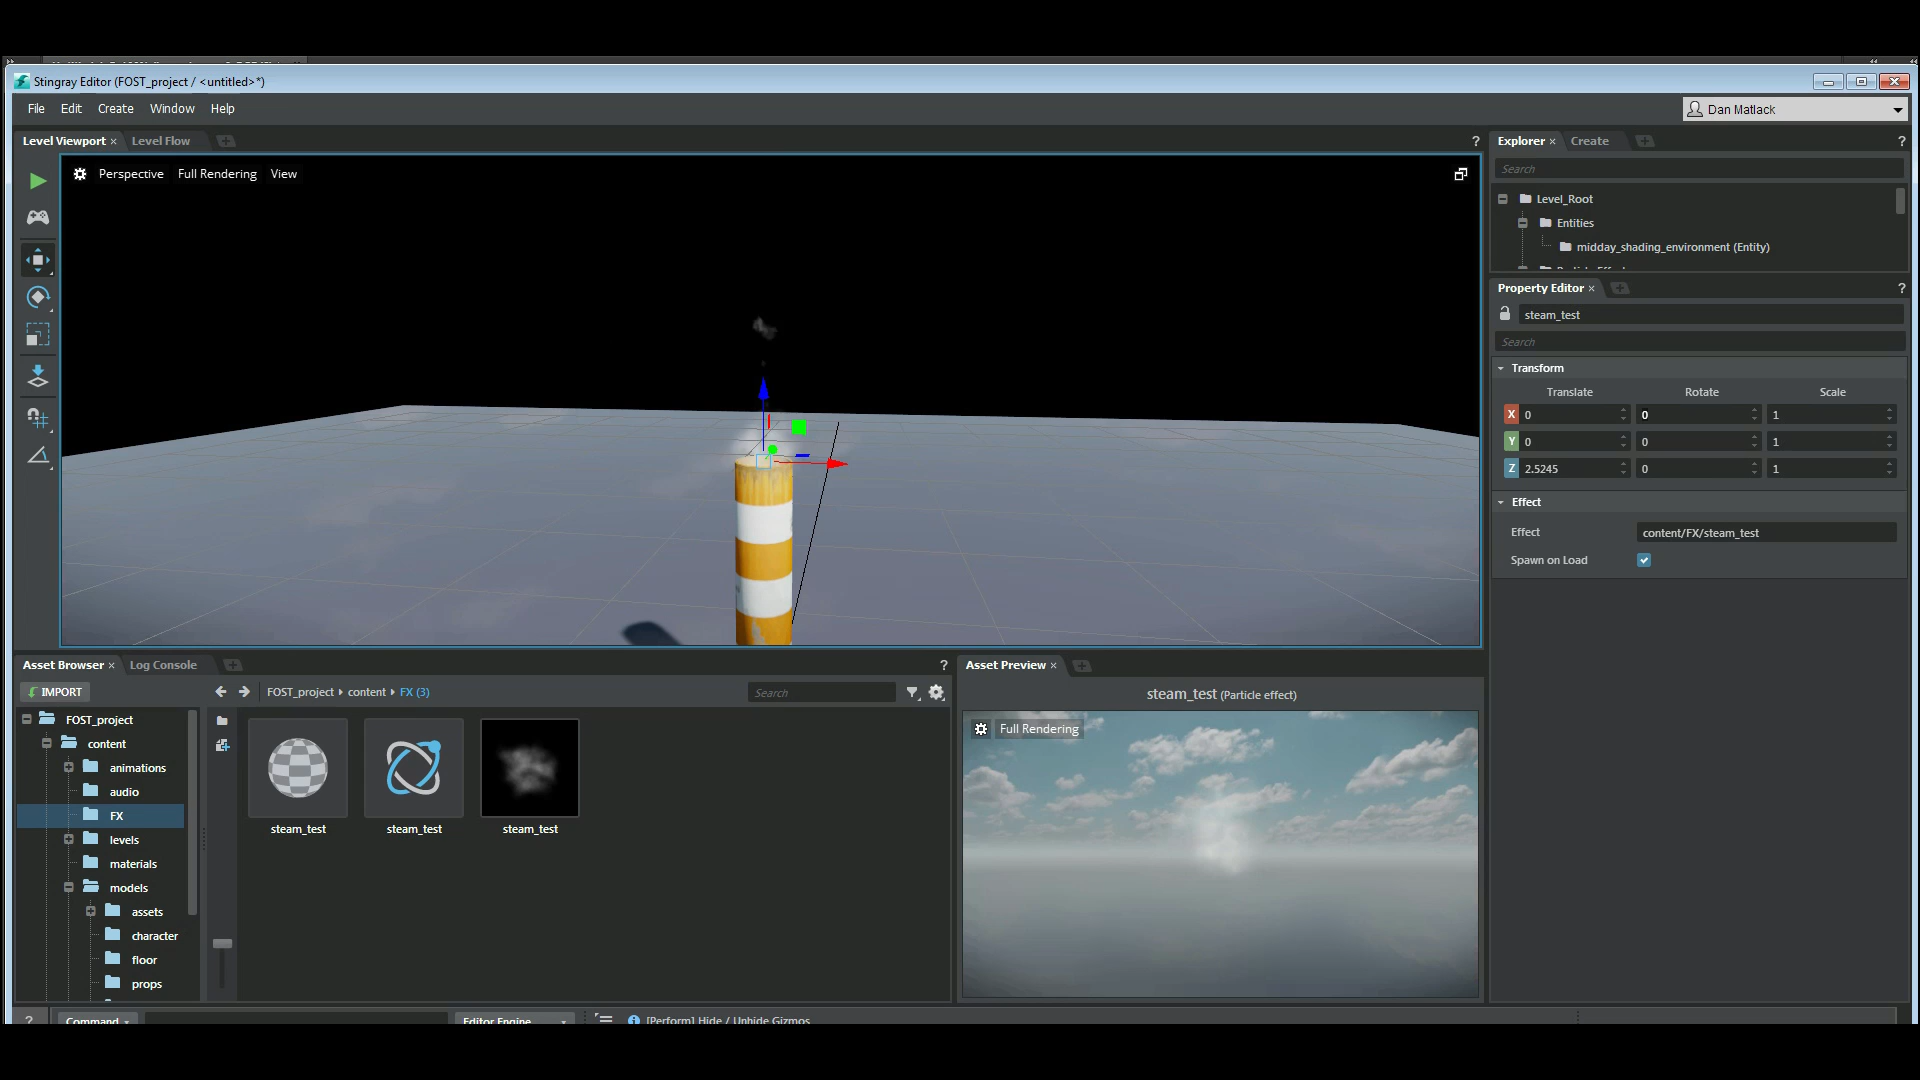 Stingray Editor (FOST_project / <untitled>*)
File Edit Create Window Help
Dan Matlack
Level Viewport × Level Flow
?
Explorer × Create
?
Perspective Full Rendering View
Search
Level_Root
Entities
midday_shading_environment (Entity)
Property Editor ×
?
steam_test
Search
Transform
Translate Rotate Scale
X 0 0 1
Y 0 0 1
Z 2.5245 0 1
Effect
Effect content/FX/steam_test
Spawn on Load
Asset Browser × Log Console
?
Asset Preview ×
IMPORT
FOST_project content FX (3)
Search
steam_test (Particle effect)
Full Rendering
FOST_project
content
animations
audio
FX
levels
materials
models
assets
character
floor
props
steam_test
steam_test
steam_test
?
Command
Editor Engine
[Perform] Hide / Unhide Gizmos